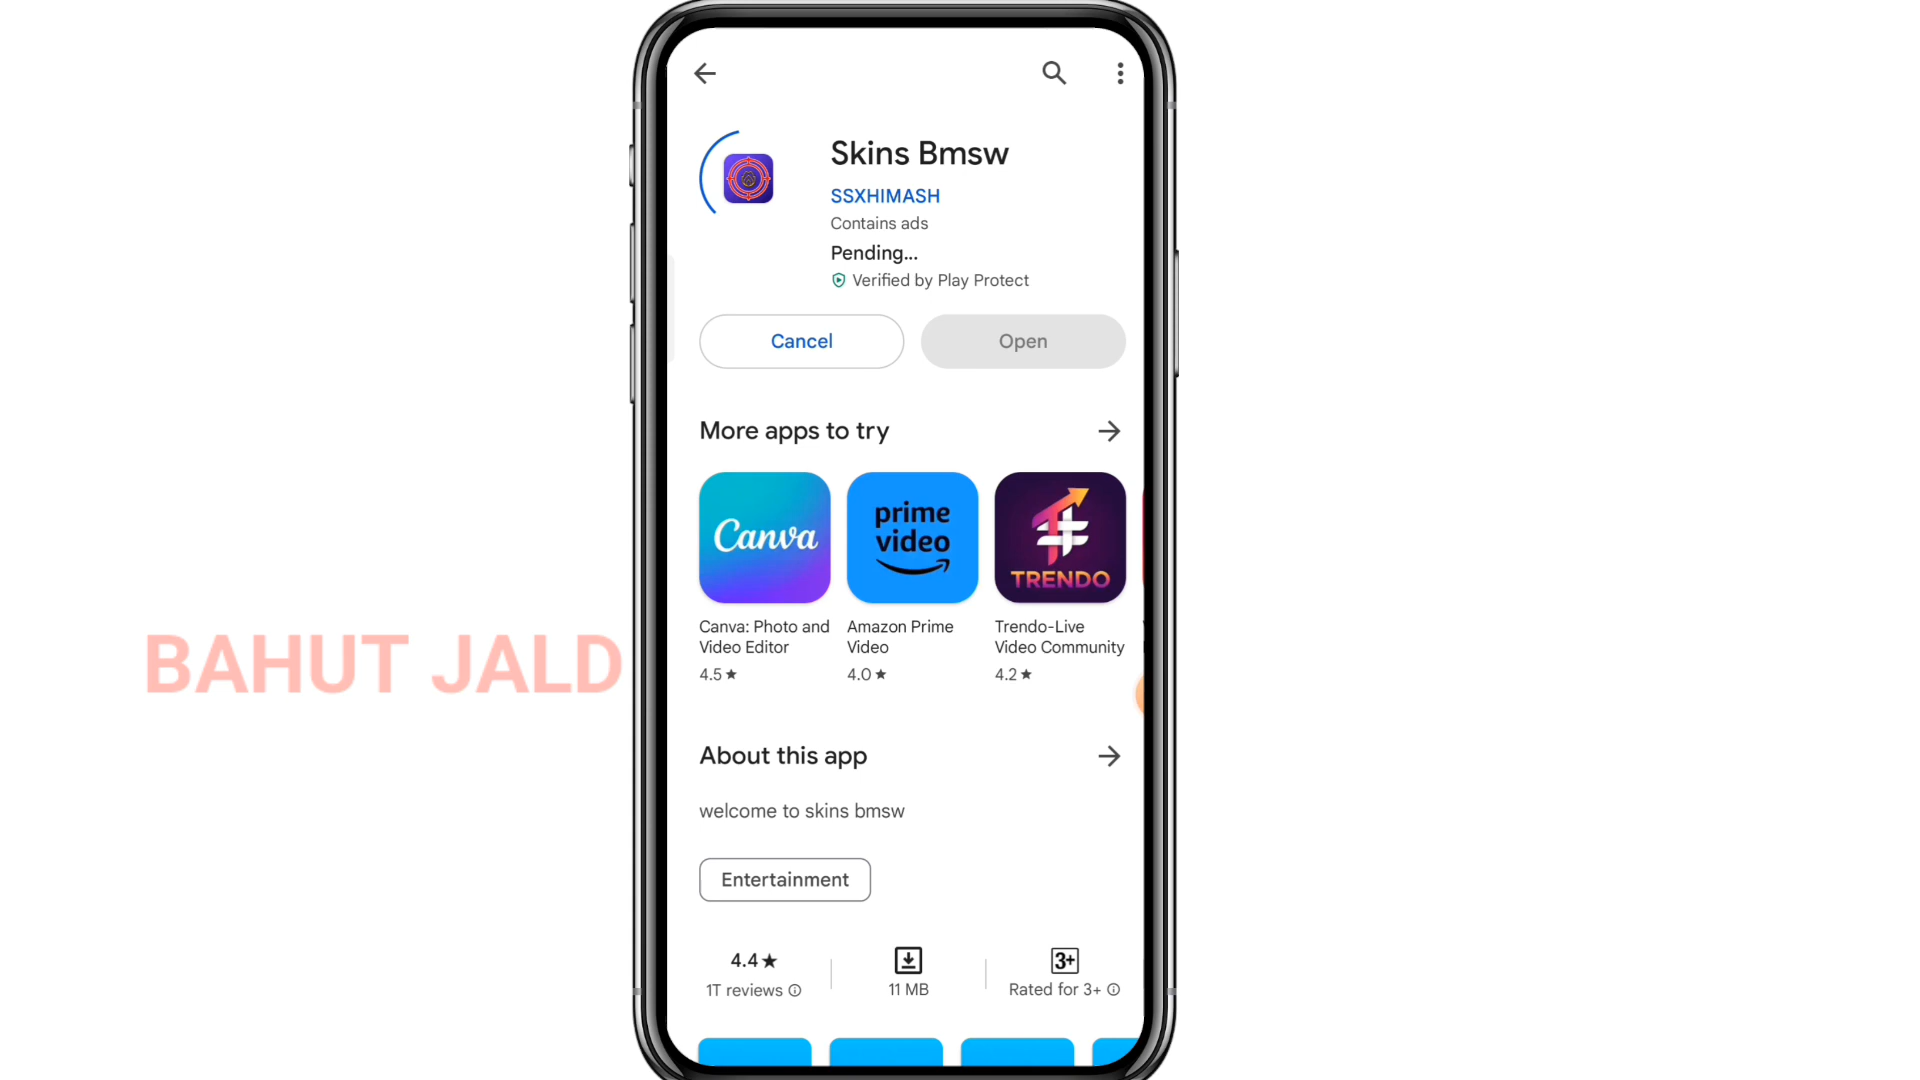 Skins Bmsw
SSXHIMASH
Contains ads
Pending...
Verified by Play Protect
Cancel
Open
More apps to try
Canva
prime video
TRENDO
Canva: Photo and Video Editor
4.5★
Amazon Prime Video
4.0★
Trendo-Live Video Community
4.2★
BAHUT JALD
About this app
welcome to skins bmsw
Entertainment
4.4★
1T reviews
11 MB
3+
Rated for 3+